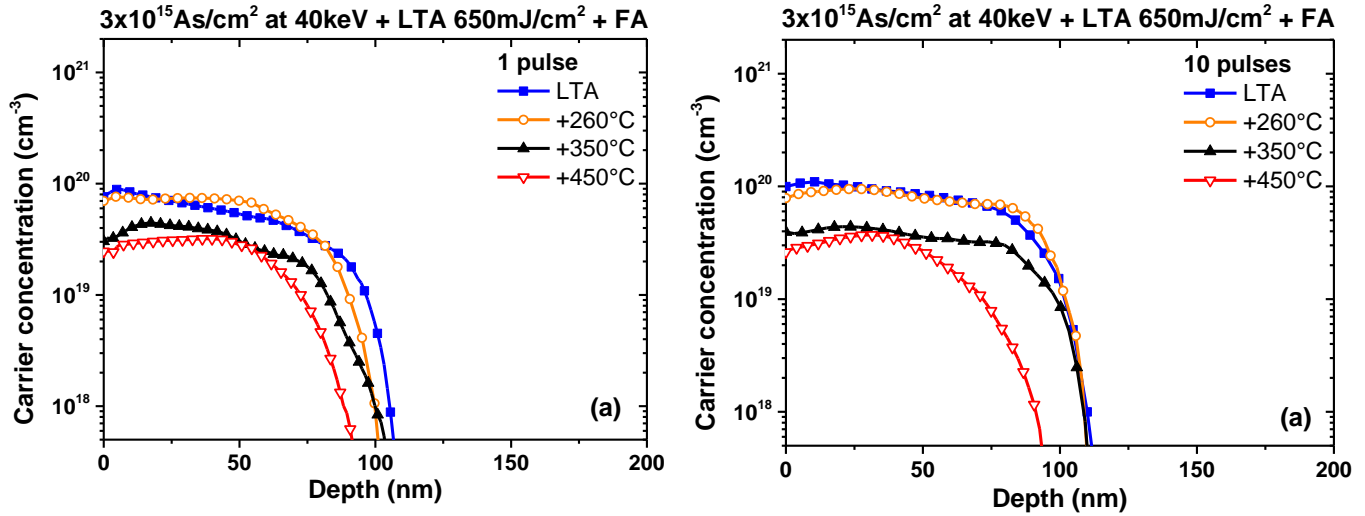 3x10¹⁵As/cm² at 40keV + LTA 650mJ/cm² + FA
1 pulse
LTA
+260°C
+350°C
+450°C
10²¹
10²⁰
10¹⁹
10¹⁸
Carrier concentration (cm⁻³)
(a)
0 50 100 150 200
Depth (nm)
3x10¹⁵As/cm² at 40keV + LTA 650mJ/cm² + FA
10 pulses
LTA
+260°C
+350°C
+450°C
10²¹
10²⁰
10¹⁹
10¹⁸
Carrier concentration (cm⁻³)
(a)
0 50 100 150 200
Depth (nm)